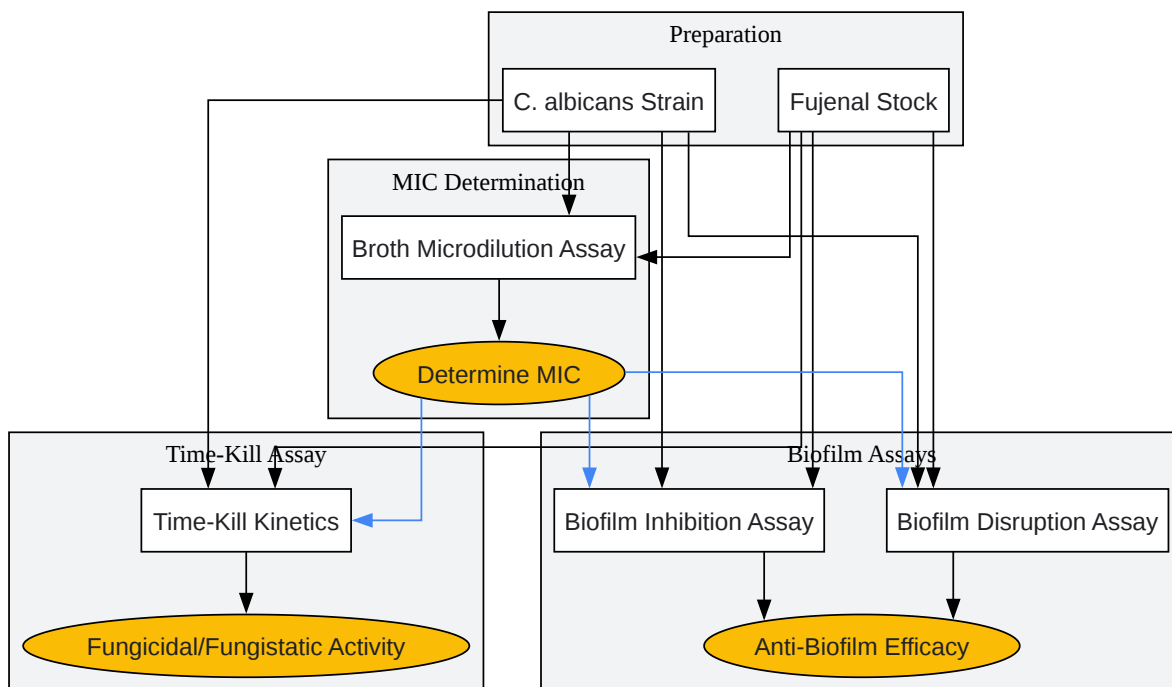 Preparation
C. albicans Strain
Fujenal Stock
MIC Determination
Broth Microdilution Assay
Determine MIC
Time-Kill Assay
Biofilm Assays
Time-Kill Kinetics
Biofilm Inhibition Assay
Biofilm Disruption Assay
Fungicidal/Fungistatic Activity
Anti-Biofilm Efficacy